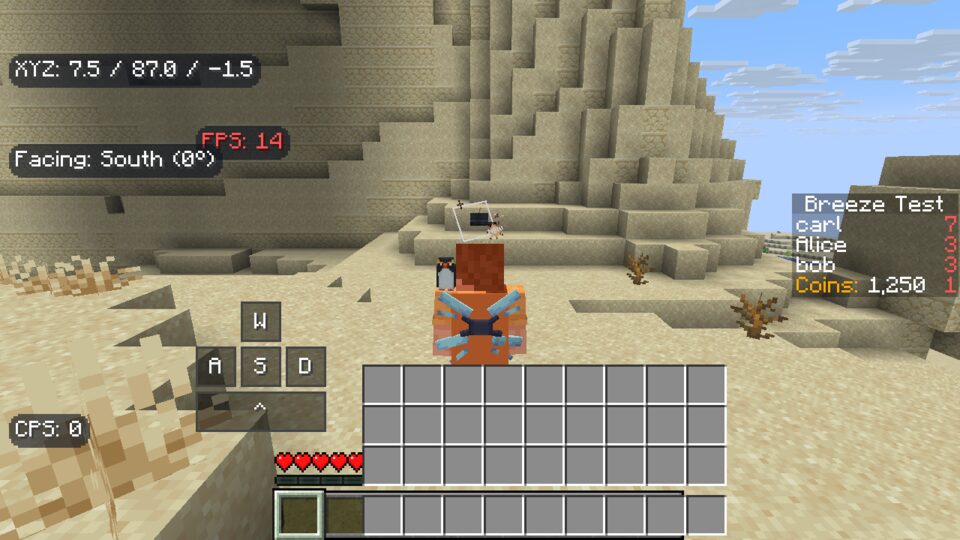 XYZ: 7.5 / 87.0 / -1.5
FPS: 14
Facing: South (0°)
Breeze Test
carl 7
Alice 3
bob 3
Coins: 1,250 1
W
A S D
^
CPS: 0